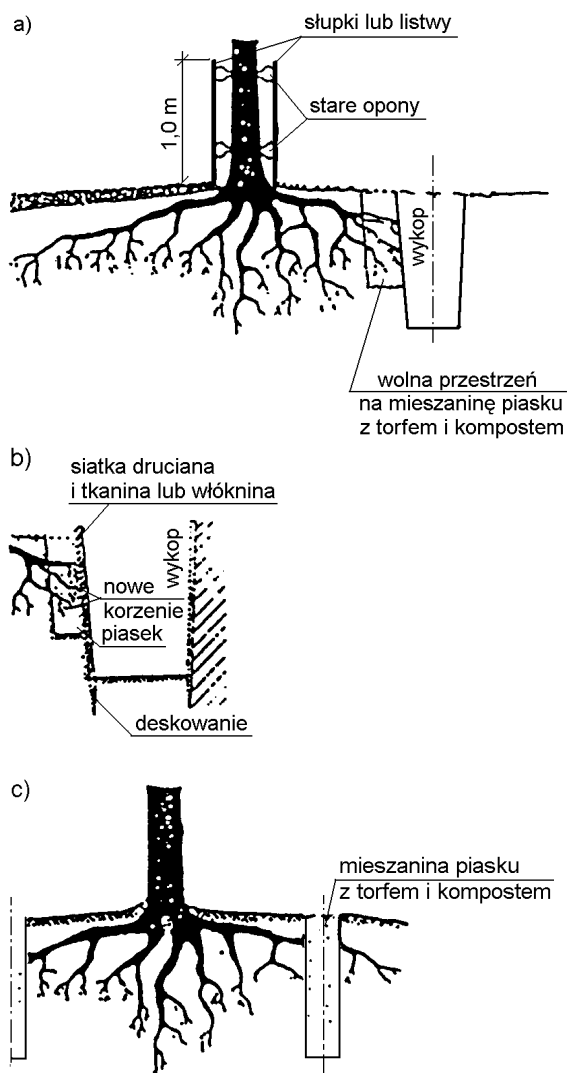 a)
słupki lub listwy
stare opony
1,0 m
wykop
wolna przestrzeń
na mieszaninę piasku
z torfem i kompostem
b)
siatka druciana
i tkanina lub włóknina
wykop
nowe
korzenie
piasek
deskowanie
c)
mieszanina piasku
z torfem i kompostem